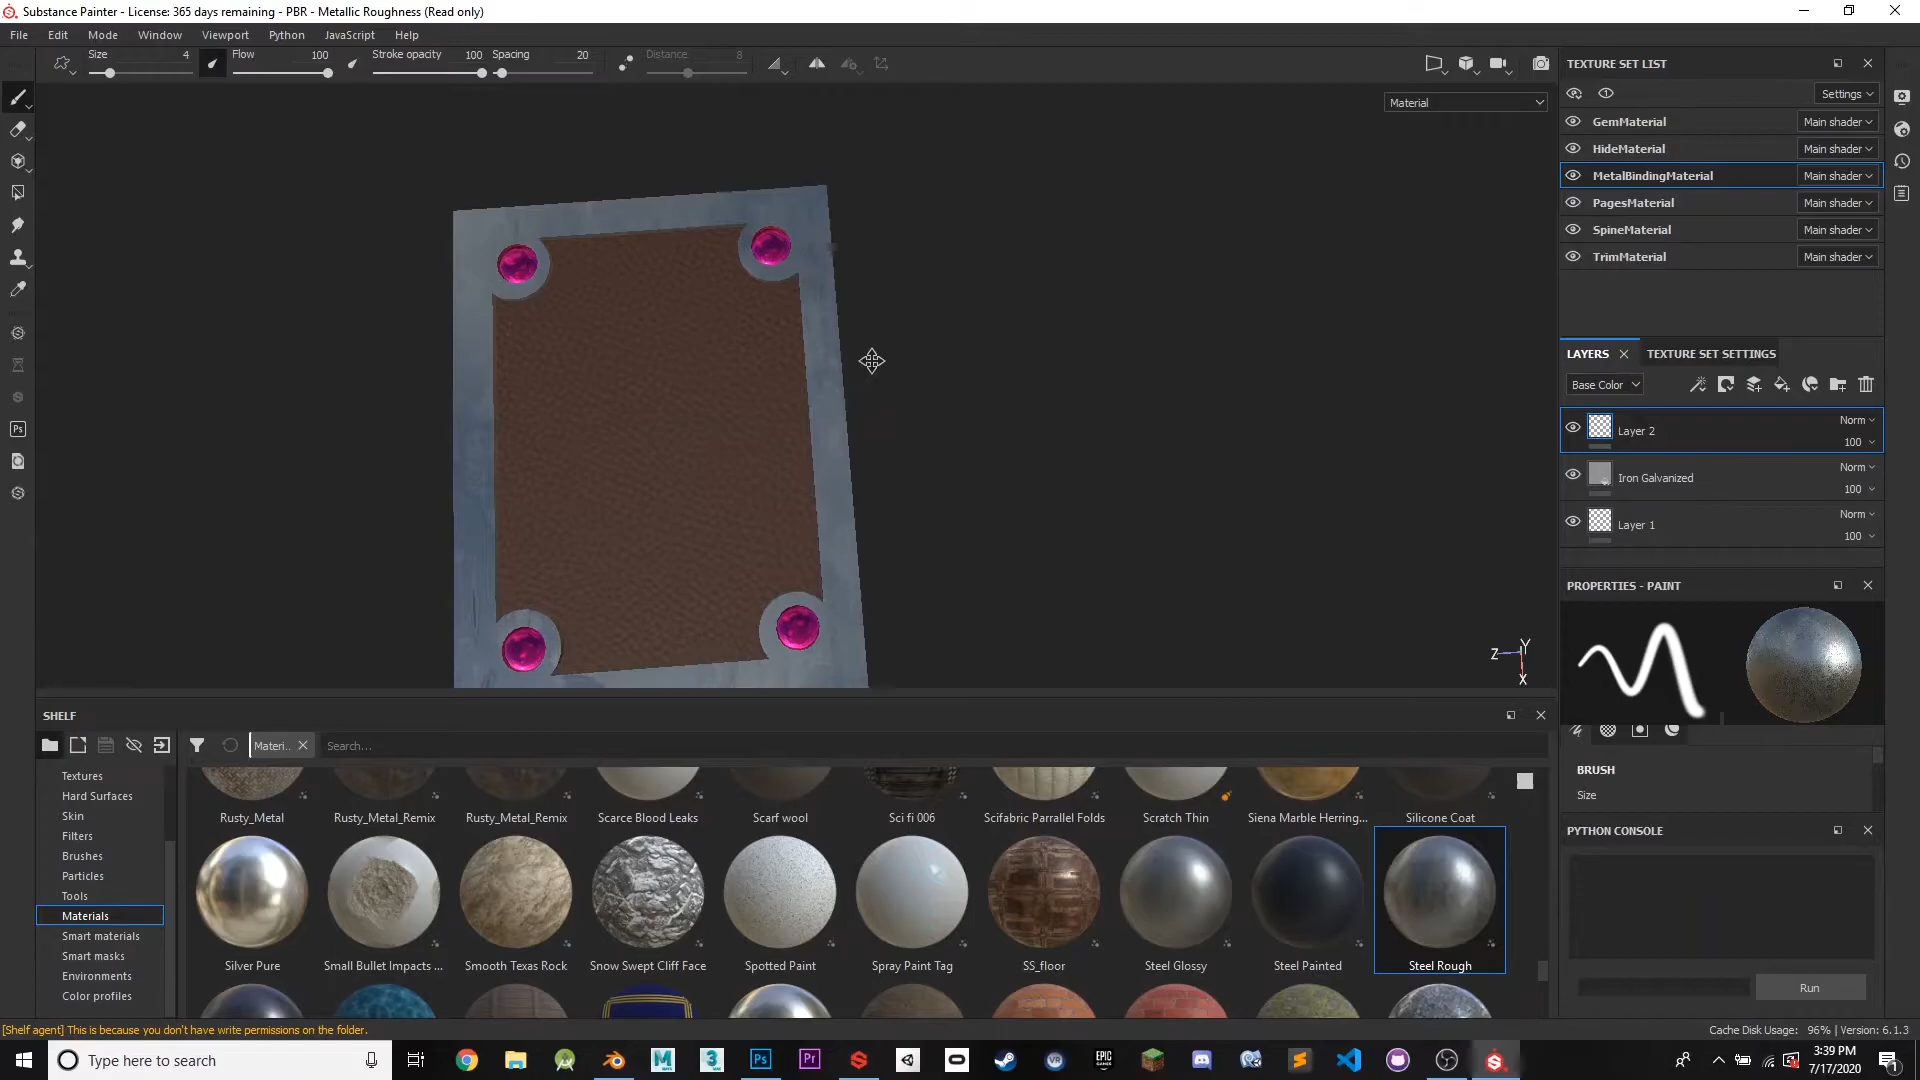 Substance Painter - License: 365 days remaining - PBR - Metallic Roughness (Read only)
File Edit Mode Window Viewport Python JavaScript Help
Size 4 Flow 100 Stroke opacity 100 Spacing 20 Distance 8
Material
TEXTURE SET LIST
Settings
GemMaterial Main shader
HideMaterial Main shader
MetalBindingMaterial Main shader
PagesMaterial Main shader
SpineMaterial Main shader
TrimMaterial Main shader
LAYERS TEXTURE SET SETTINGS
Base Color
Layer 2 Norm 100
Iron Galvanized Norm 100
Layer 1 Norm 100
PROPERTIES - PAINT
BRUSH
Size
PYTHON CONSOLE
Run
Z Y X
SHELF
Materi.. Search...
Textures
Hard Surfaces
Skin
Filters
Brushes
Particles
Tools
Materials
Smart materials
Smart masks
Environments
Color profiles
Rusty_Metal Rusty_Metal_Remix Rusty_Metal_Remix Scarce Blood Leaks Scarf wool Sci fi 006 Scifabric Parrallel Folds Scratch Thin Siena Marble Herring... Silicone Coat
Silver Pure Small Bullet Impacts ... Smooth Texas Rock Snow Swept Cliff Face Spotted Paint Spray Paint Tag SS_floor Steel Glossy Steel Painted Steel Rough
[Shelf agent] This is because you don't have write permissions on the folder.
Cache Disk Usage: 96% | Version: 6.1.3
Type here to search
3:39 PM
7/17/2020